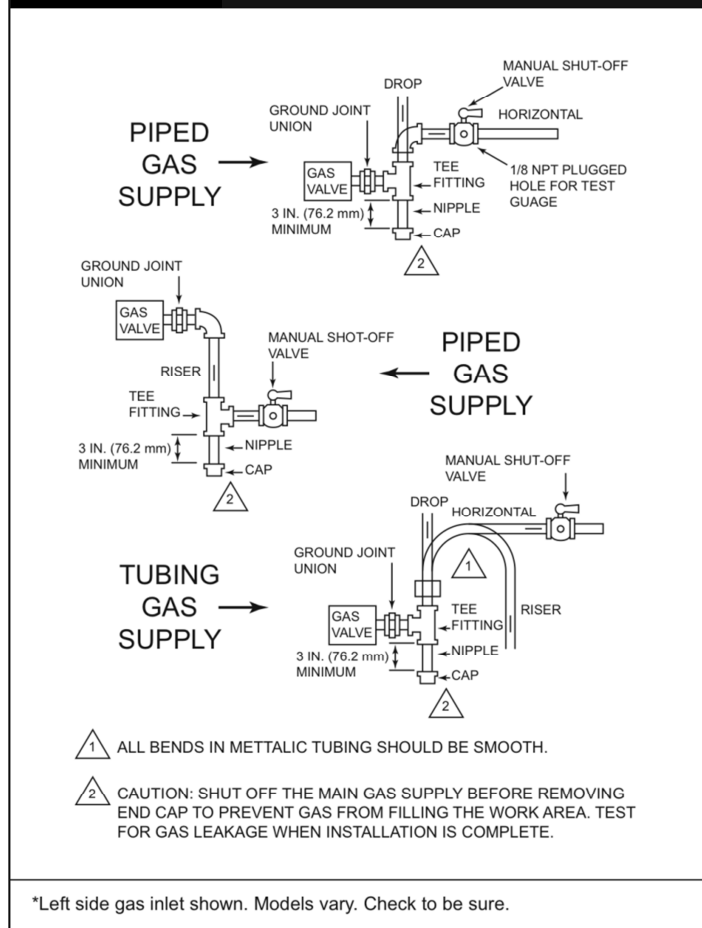 MANUAL SHUT-OFF
VALVE
DROP
GROUND JOINT
UNION
HORIZONTAL
PIPED
GAS
SUPPLY
GAS
VALVE
TEE
FITTING
1/8 NPT PLUGGED
HOLE FOR TEST
GUAGE
3 IN. (76.2 mm)
MINIMUM
NIPPLE
CAP
2
GROUND JOINT
UNION
GAS
VALVE
MANUAL SHOT-OFF
VALVE
PIPED
GAS
SUPPLY
RISER
TEE
FITTING
3 IN. (76.2 mm)
MINIMUM
NIPPLE
CAP
2
MANUAL SHUT-OFF
VALVE
DROP
HORIZONTAL
GROUND JOINT
UNION
1
TUBING
GAS
SUPPLY
GAS
VALVE
TEE
FITTING
RISER
3 IN. (76.2 mm)
MINIMUM
NIPPLE
CAP
2
1 ALL BENDS IN METTALIC TUBING SHOULD BE SMOOTH.
2 CAUTION: SHUT OFF THE MAIN GAS SUPPLY BEFORE REMOVING
END CAP TO PREVENT GAS FROM FILLING THE WORK AREA. TEST
FOR GAS LEAKAGE WHEN INSTALLATION IS COMPLETE.
*Left side gas inlet shown. Models vary. Check to be sure.